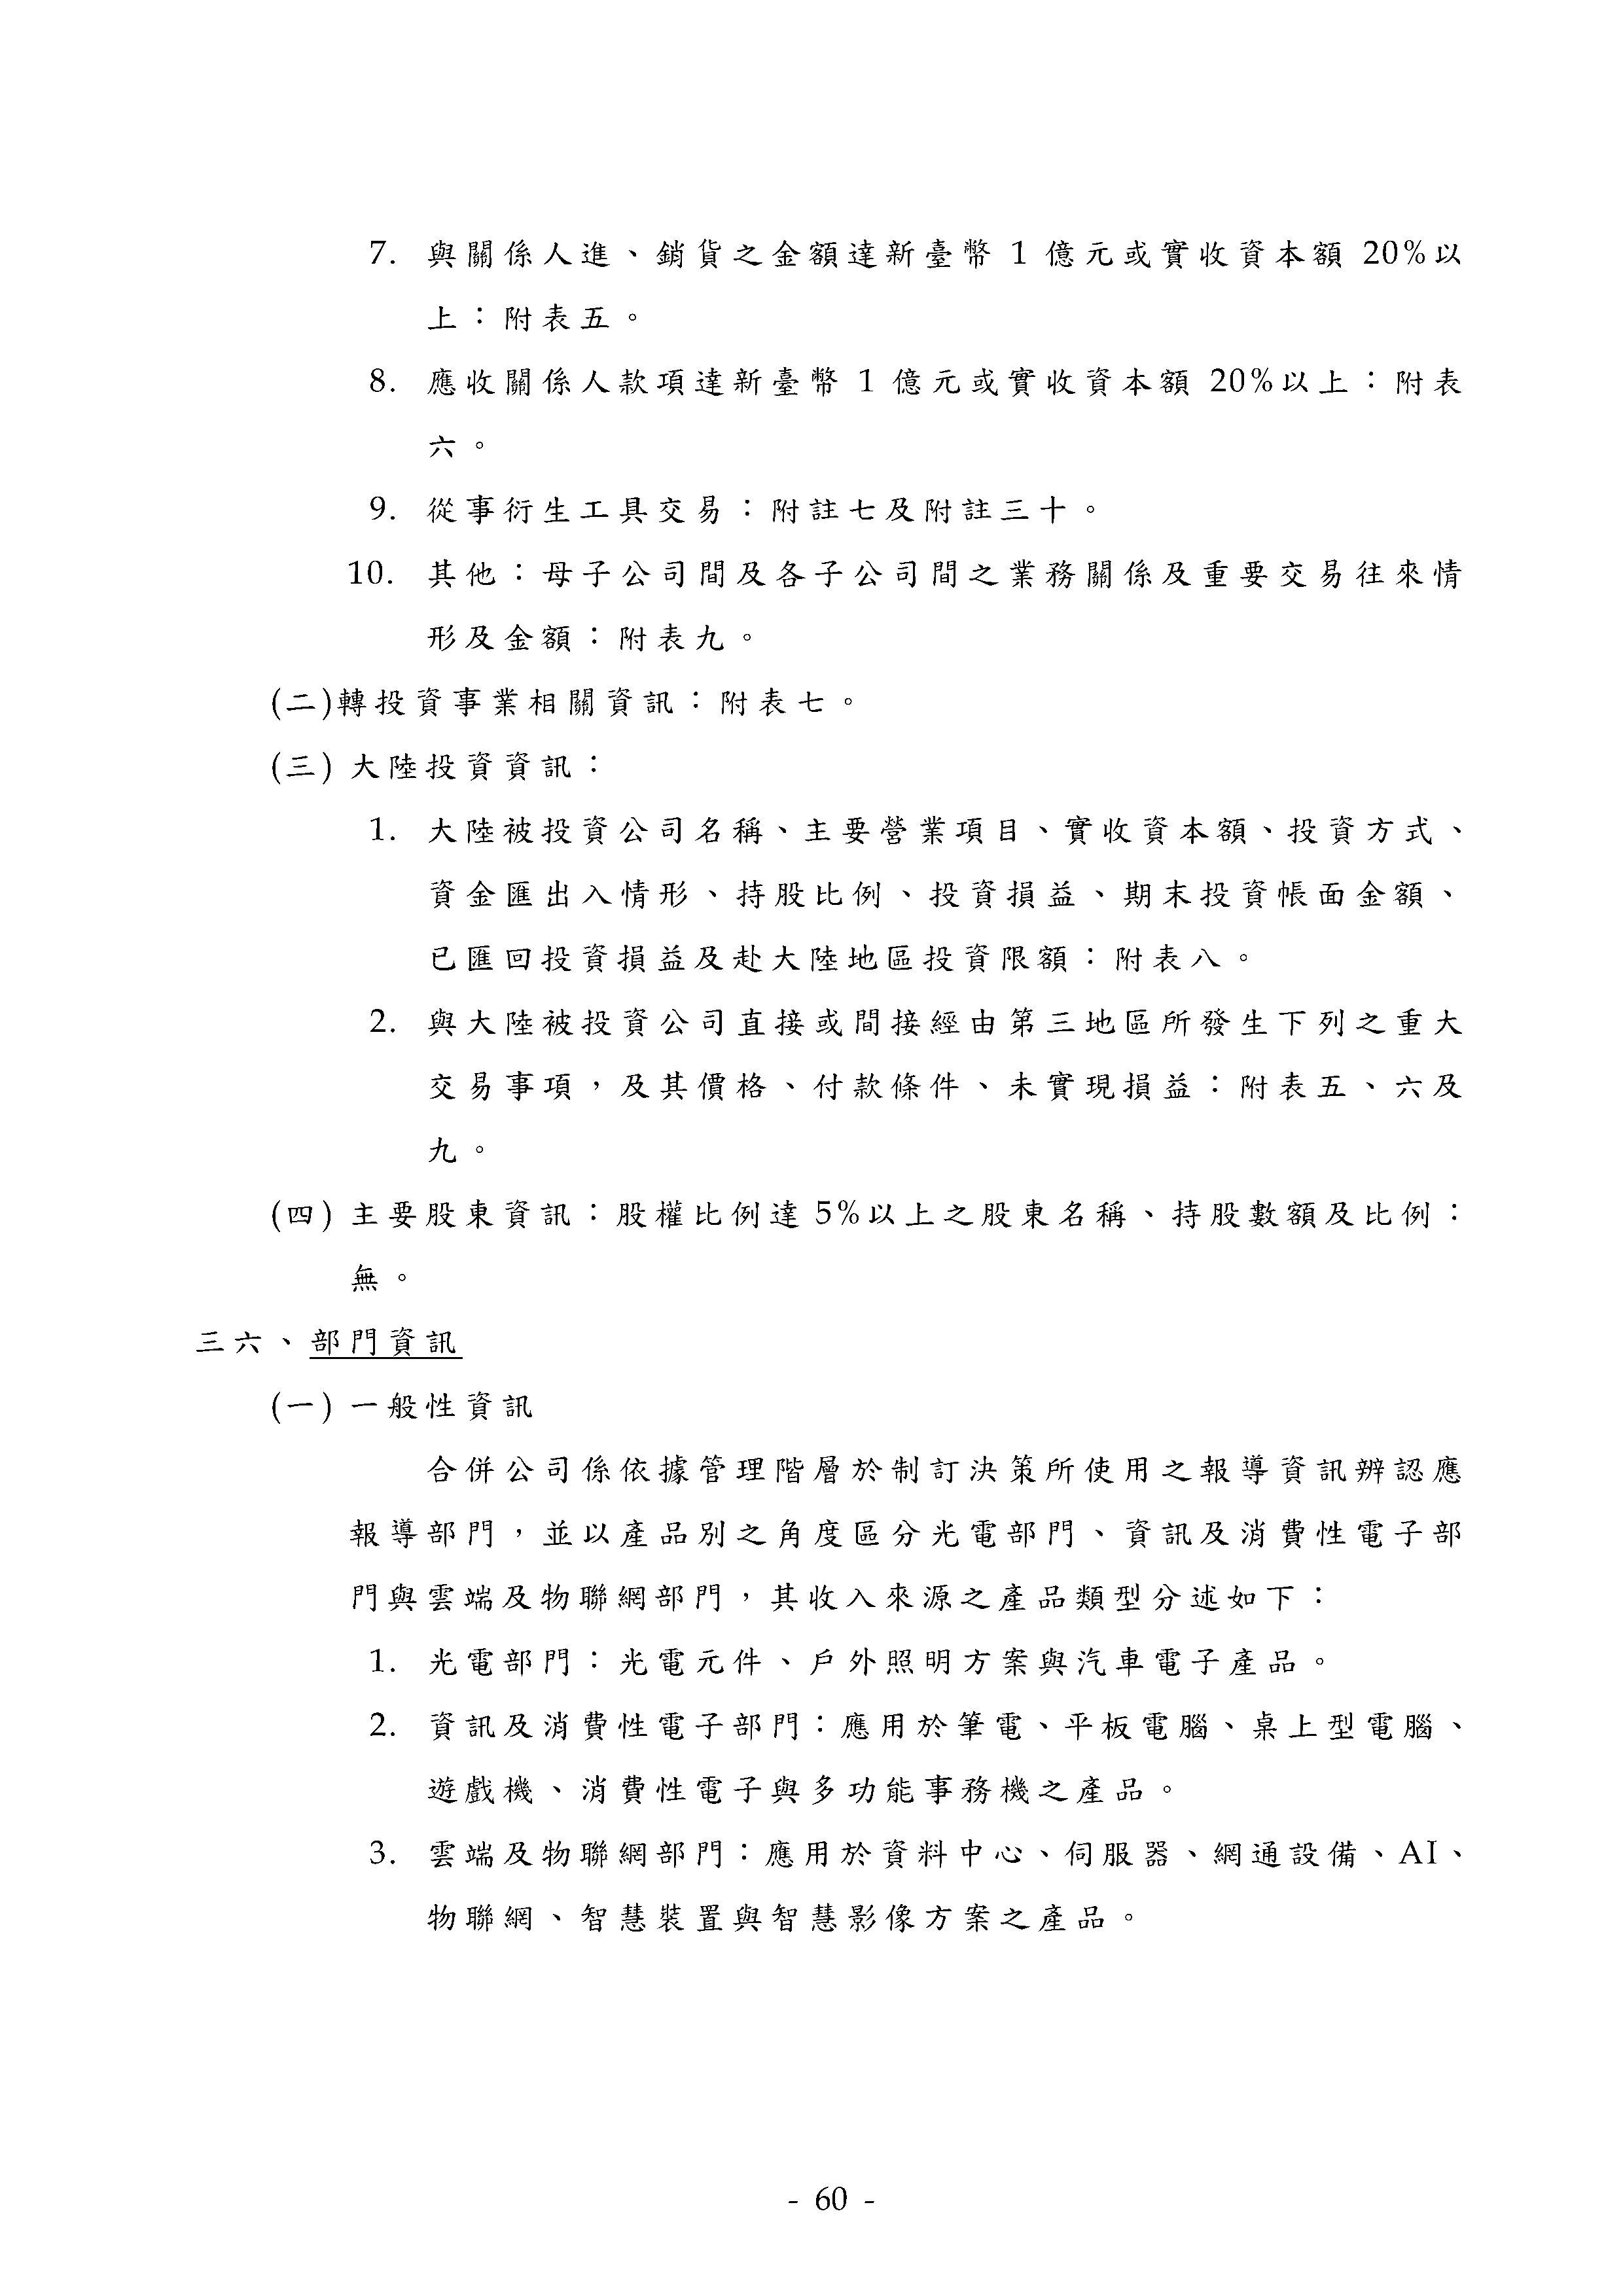 7. 與關係人進、銷貨之金額達新臺幣 1 億元或實收資本額 20%以
上：附表五。
8. 應收關係人款項達新臺幣 1 億元或實收資本額 20%以上：附表
六。
9. 從事衍生工具交易：附註七及附註三十。
10. 其他：母子公司間及各子公司間之業務關係及重要交易往來情
形及金額：附表九。
(二)轉投資事業相關資訊：附表七。
(三) 大陸投資資訊：
1. 大陸被投資公司名稱、主要營業項目、實收資本額、投資方式、
資金匯出入情形、持股比例、投資損益、期末投資帳面金額、
已匯回投資損益及赴大陸地區投資限額：附表八。
2. 與大陸被投資公司直接或間接經由第三地區所發生下列之重大
交易事項，及其價格、付款條件、未實現損益：附表五、六及
九。
(四) 主要股東資訊：股權比例達 5%以上之股東名稱、持股數額及比例：
無。
三六、部門資訊
(一) 一般性資訊
合併公司係依據管理階層於制訂決策所使用之報導資訊辨認應
報導部門，並以產品別之角度區分光電部門、資訊及消費性電子部
門與雲端及物聯網部門，其收入來源之產品類型分述如下：
1. 光電部門：光電元件、戶外照明方案與汽車電子產品。
2. 資訊及消費性電子部門：應用於筆電、平板電腦、桌上型電腦、
遊戲機、消費性電子與多功能事務機之產品。
3. 雲端及物聯網部門：應用於資料中心、伺服器、網通設備、AI、
物聯網、智慧裝置與智慧影像方案之產品。
- 60 -